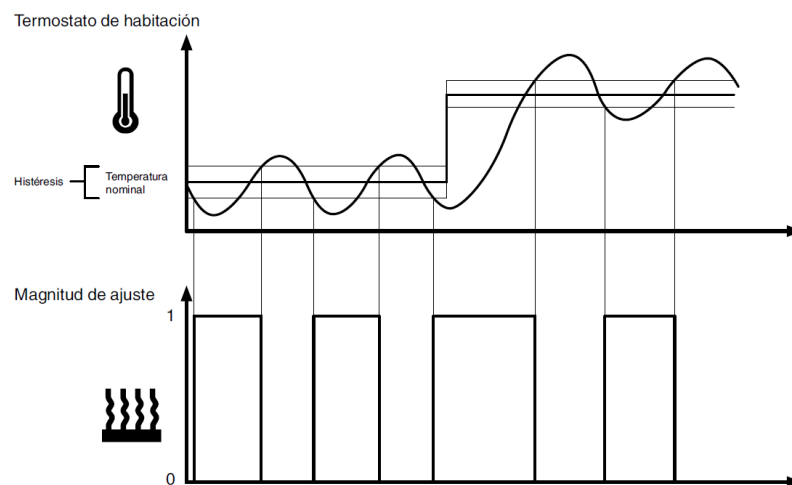 Termostato de habitación
Histéresis
Temperatura
nominal
Magnitud de ajuste
1
0